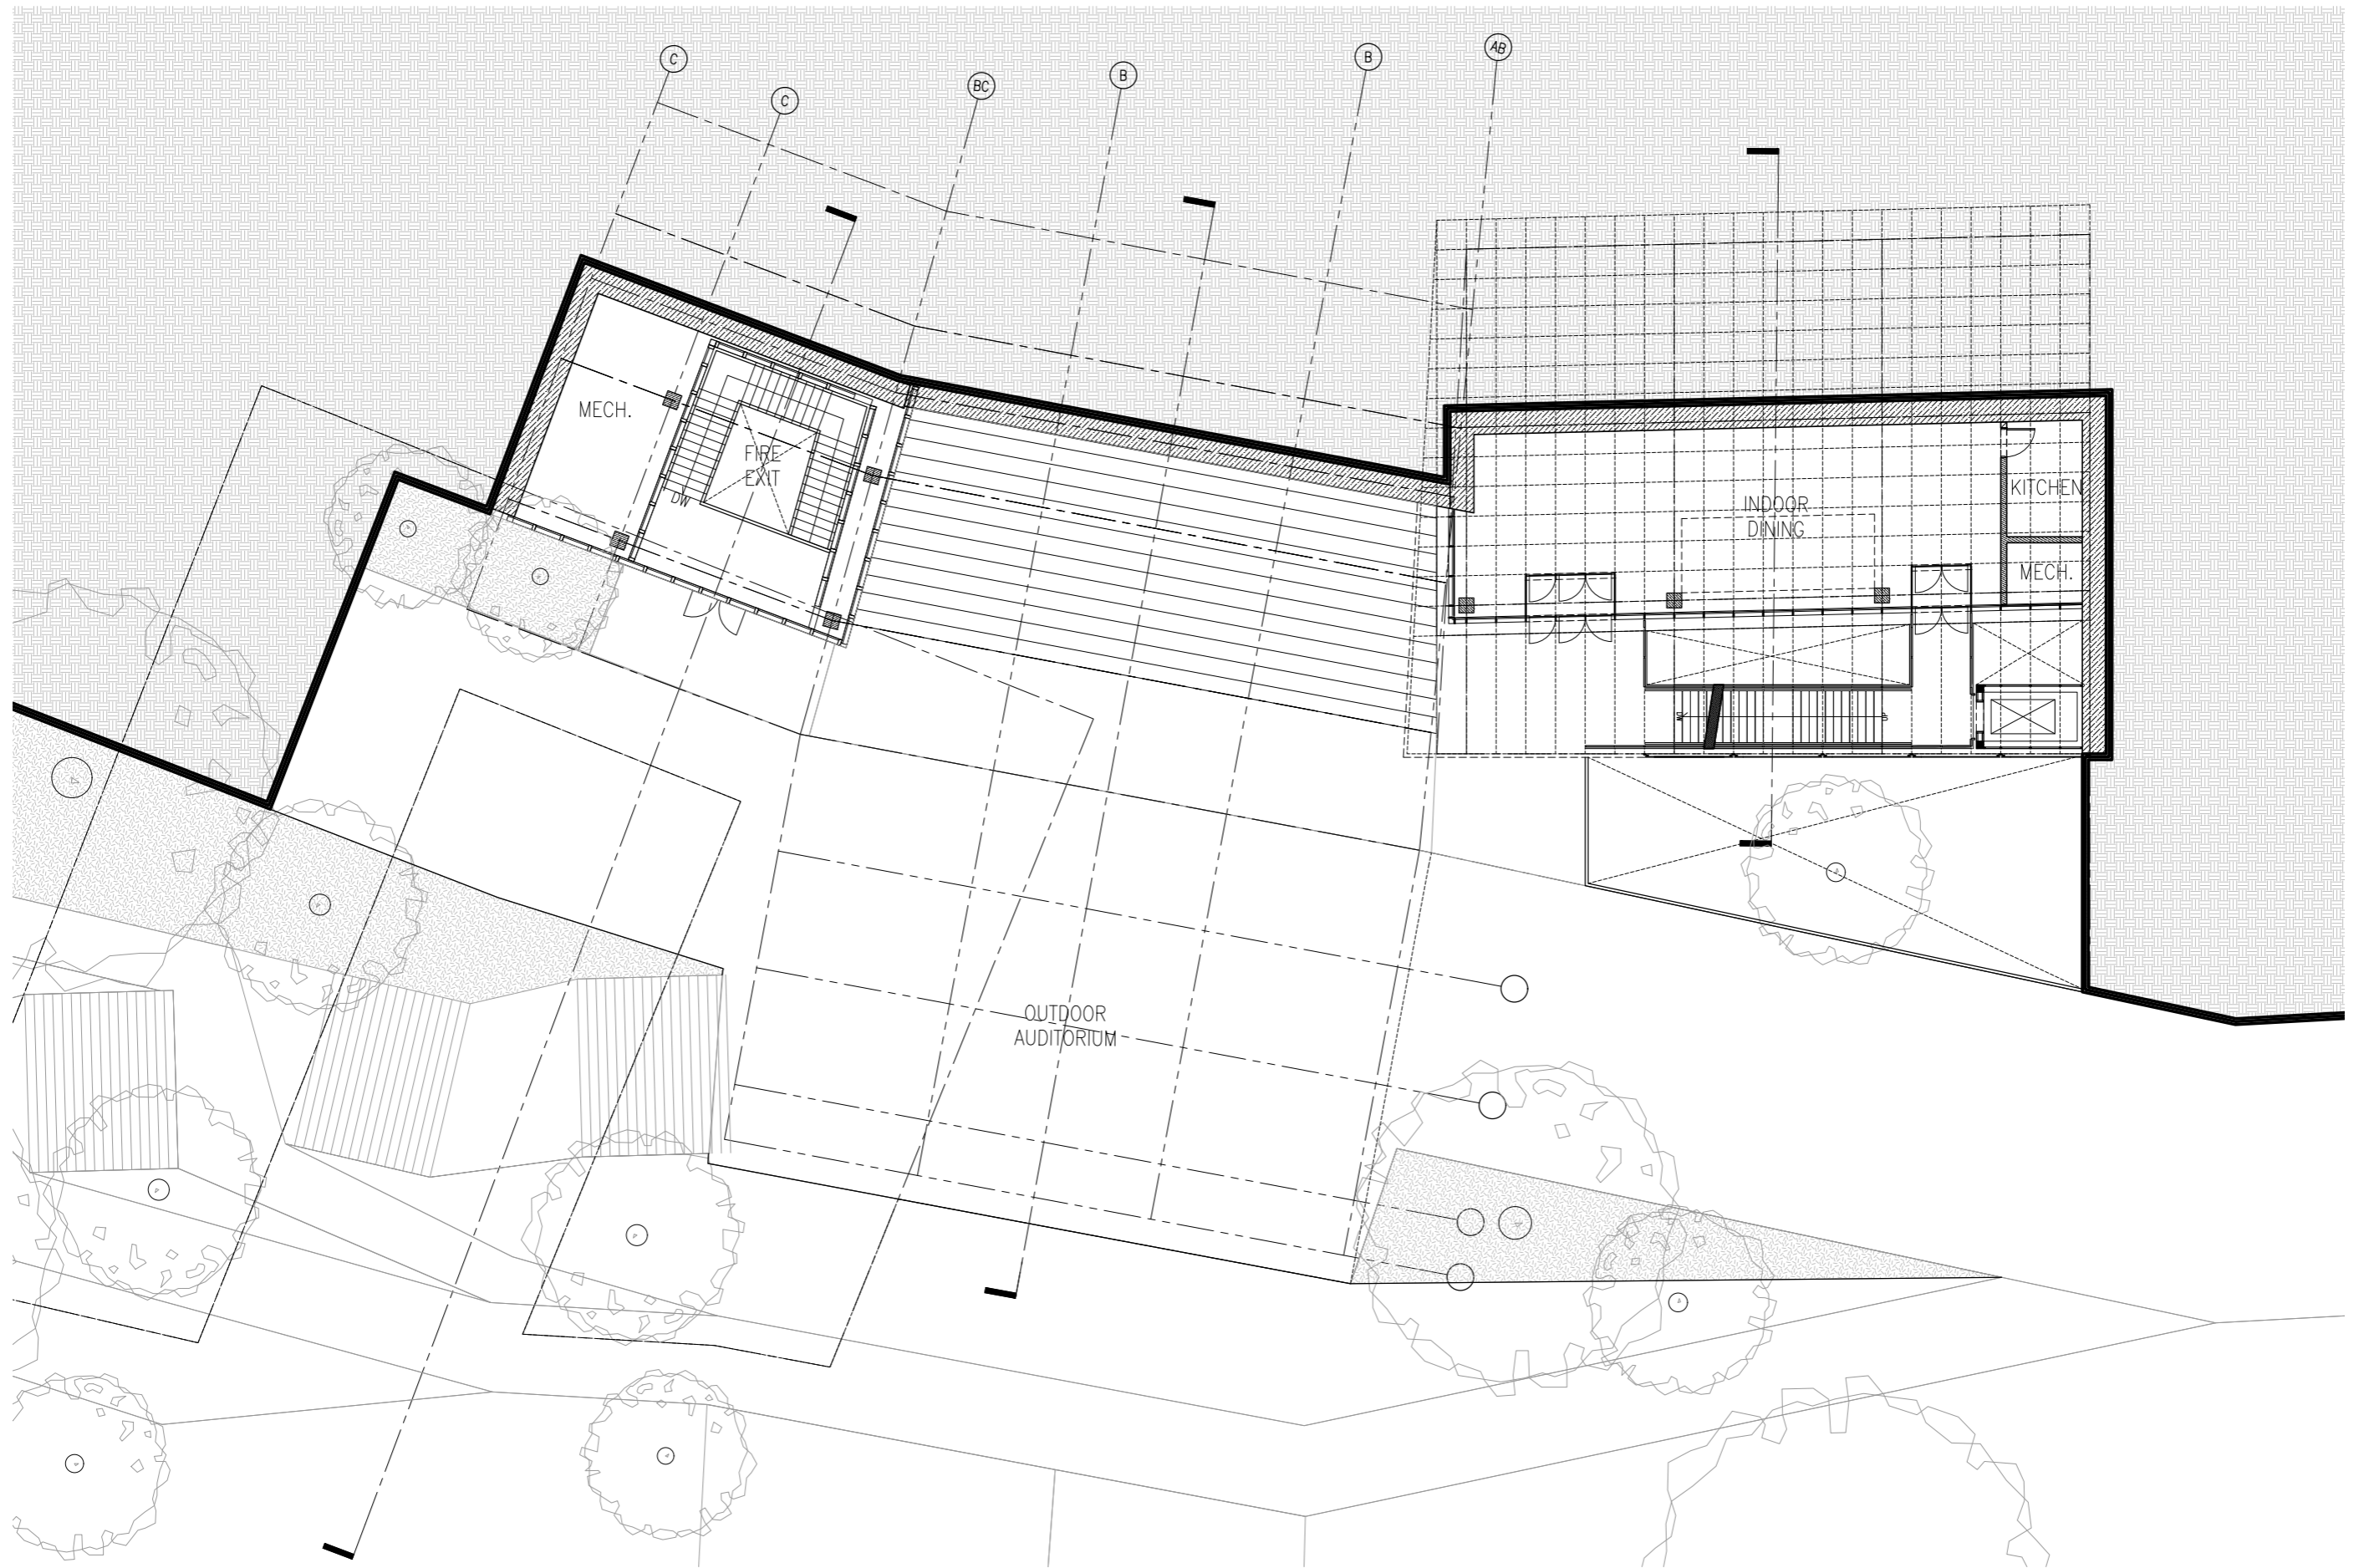 C
C
BC
B
B
AB
MECH.
FIRE
EXIT
DW
INDOOR
DINING
KITCHEN
MECH.
OUTDOOR
AUDITORIUM